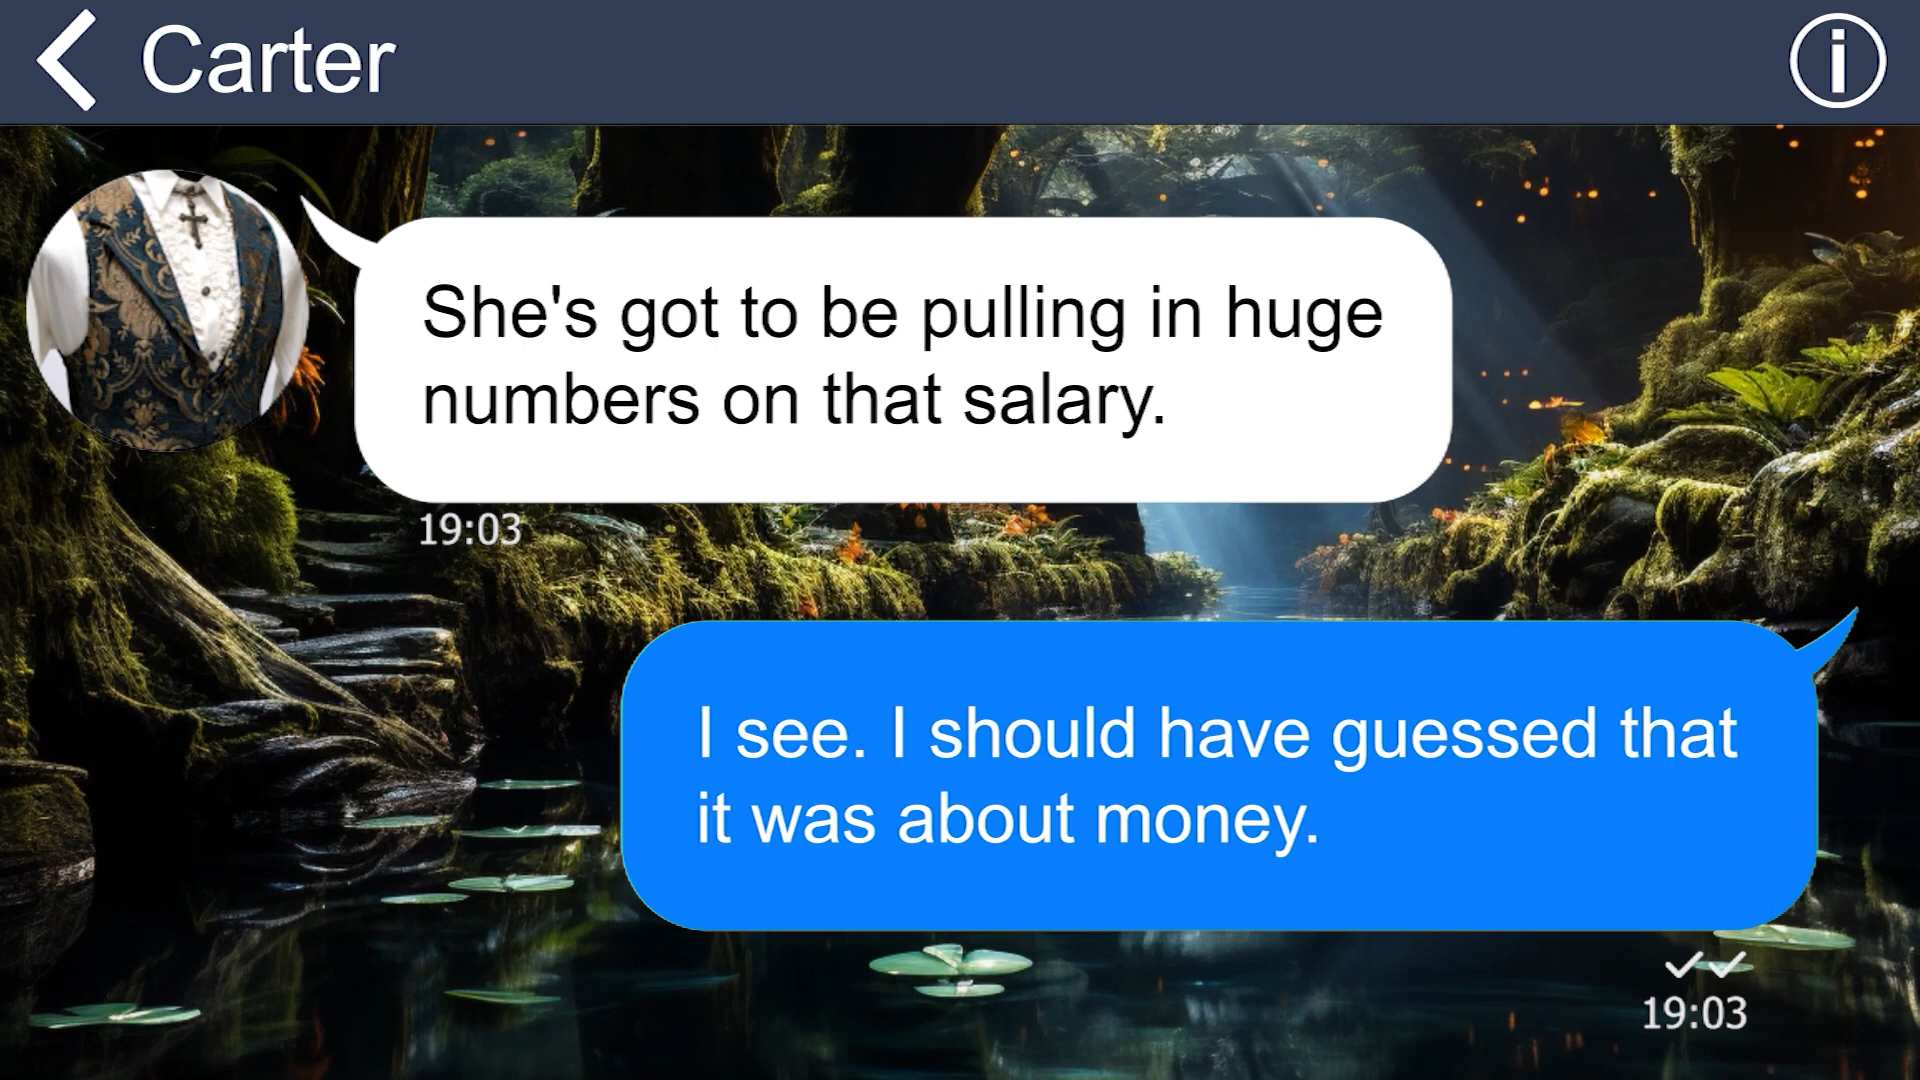 Carter
She's got to be pulling in huge
numbers on that salary.
19:03
I see. I should have guessed that
it was about money.
19:03